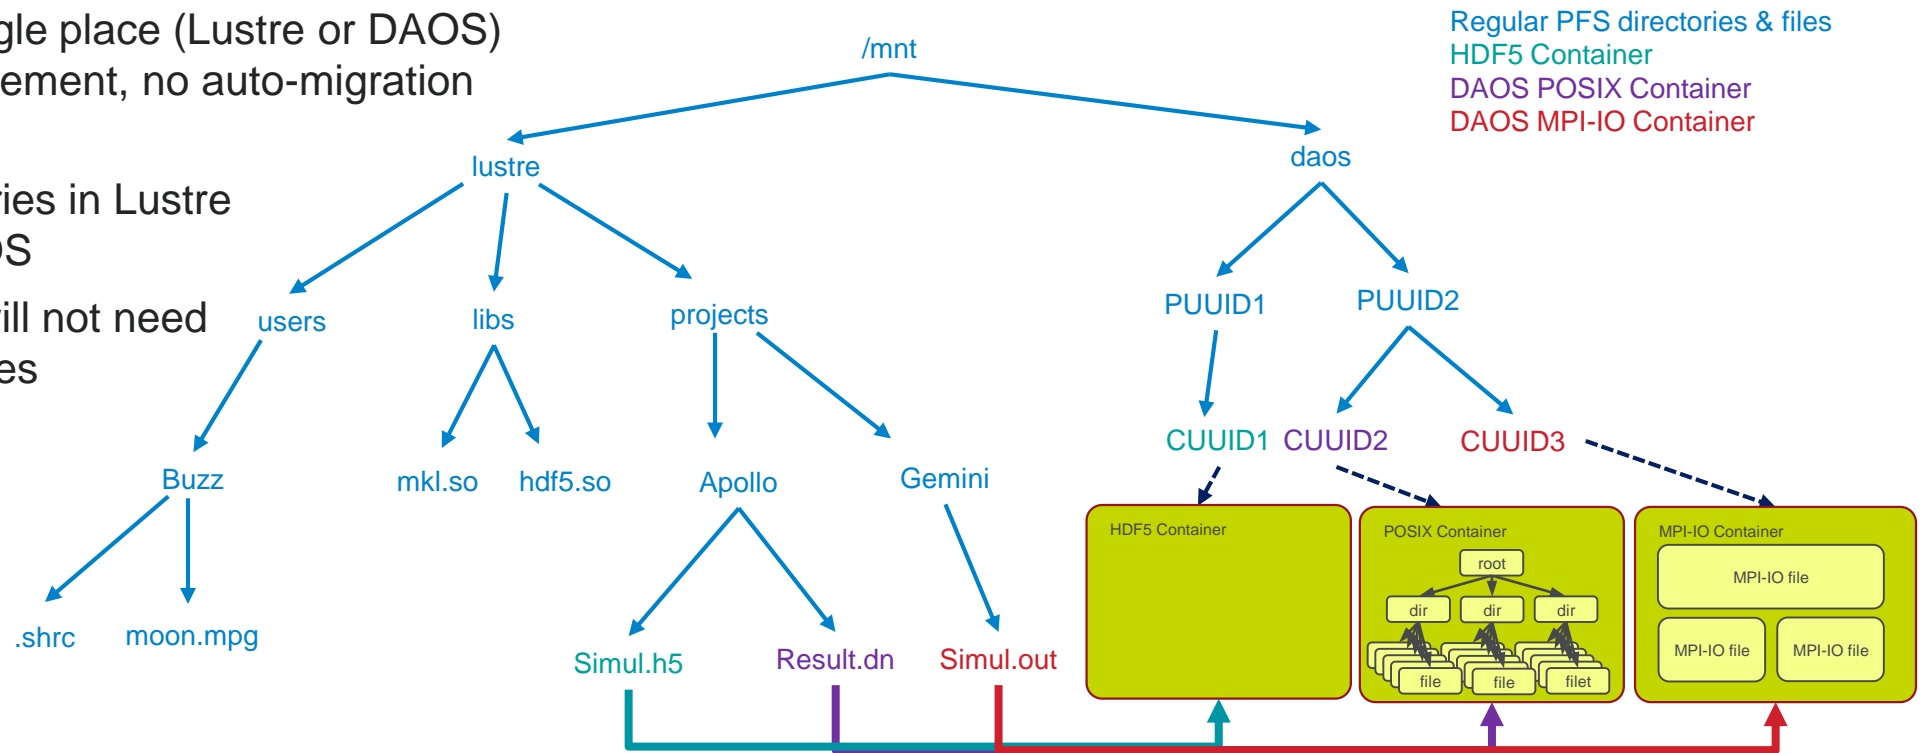 gle place (Lustre or DAOS)
ement, no auto-migration
ries in Lustre
OS
vill not need
es
Regular PFS directories & files
HDF5 Container
DAOS POSIX Container
DAOS MPI-IO Container
/mnt
lustre
daos
users
libs
projects
PUUID1
PUUID2
Buzz
mkl.so
hdf5.so
Apollo
Gemini
CUUID1
CUUID2
CUUID3
.shrc
moon.mpg
Simul.h5
Result.dn
Simul.out
HDF5 Container
POSIX Container
root
dir
dir
dir
file
file
filet
MPI-IO Container
MPI-IO file
MPI-IO file
MPI-IO file